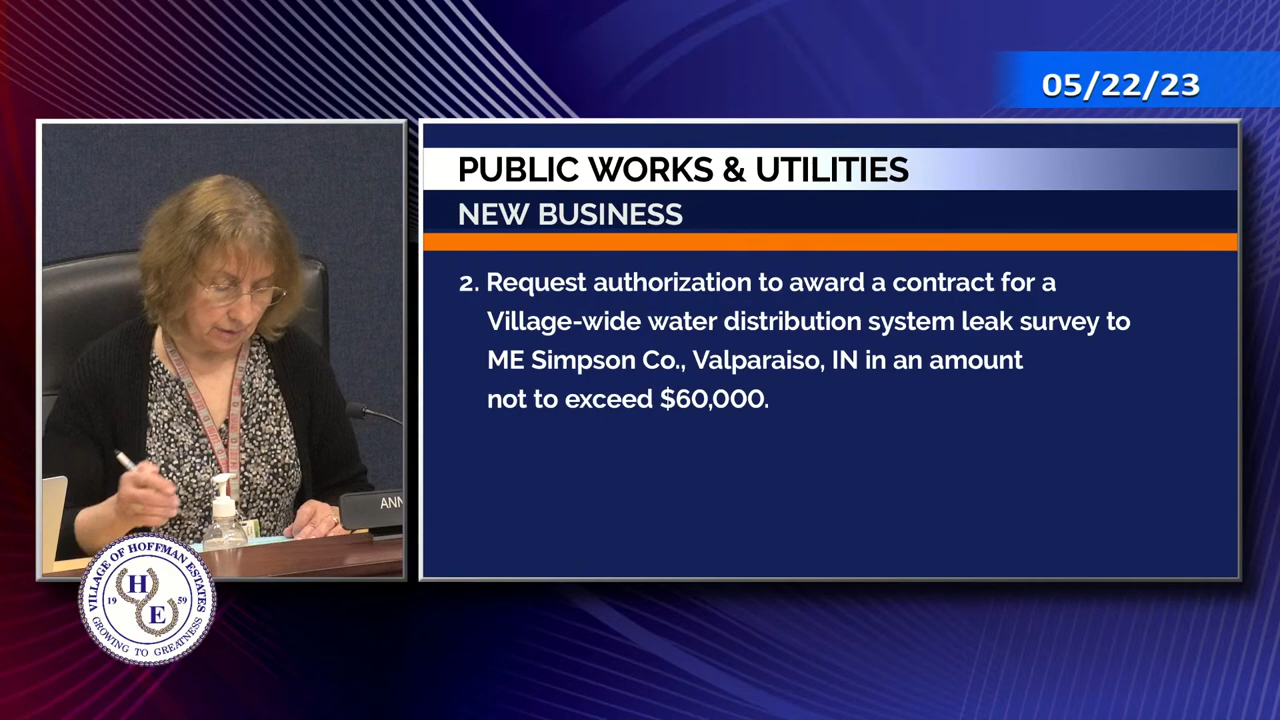 05/22/23
PUBLIC WORKS & UTILITIES
NEW BUSINESS
2. Request authorization to award a contract for a
Village-wide water distribution system leak survey to
ME Simpson Co., Valparaiso, IN in an amount
not to exceed $60,000.
ANN
VILLAGE OF HOFFMAN ESTATES
H
19 59
E
GROWING TO GREATNESS